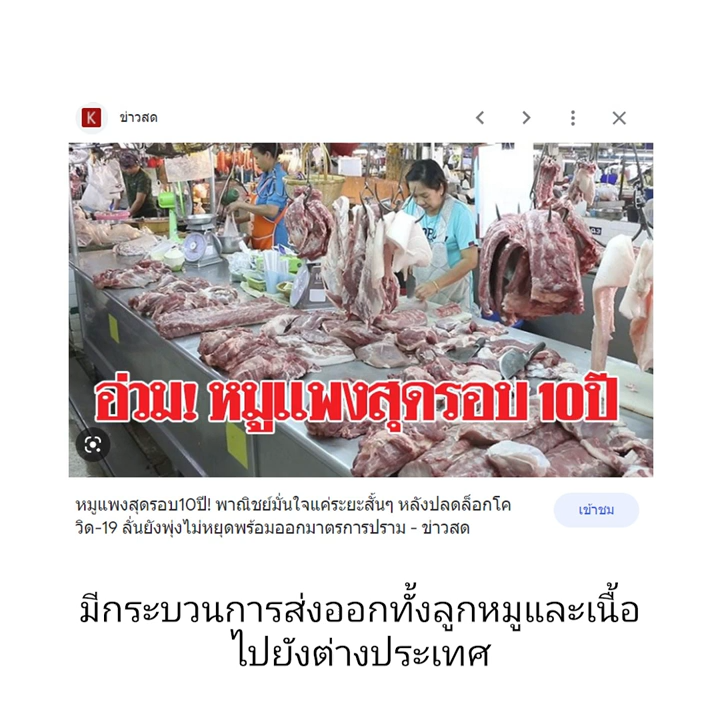 K ข่าวสด
อ่วม! หมูแพงสุดรอบ 10ปี
หมูแพงสุดรอบ10ปี! พาณิชย์มั่นใจแค่ระยะสั้นๆ หลังปลดล็อกโค
วิด-19 ลั่นยังพุ่งไม่หยุดพร้อมออกมาตรการปราม - ข่าวสด
เข้าชม
มีกระบวนการส่งออกทั้งลูกหมูและเนื้อ
ไปยังต่างประเทศ